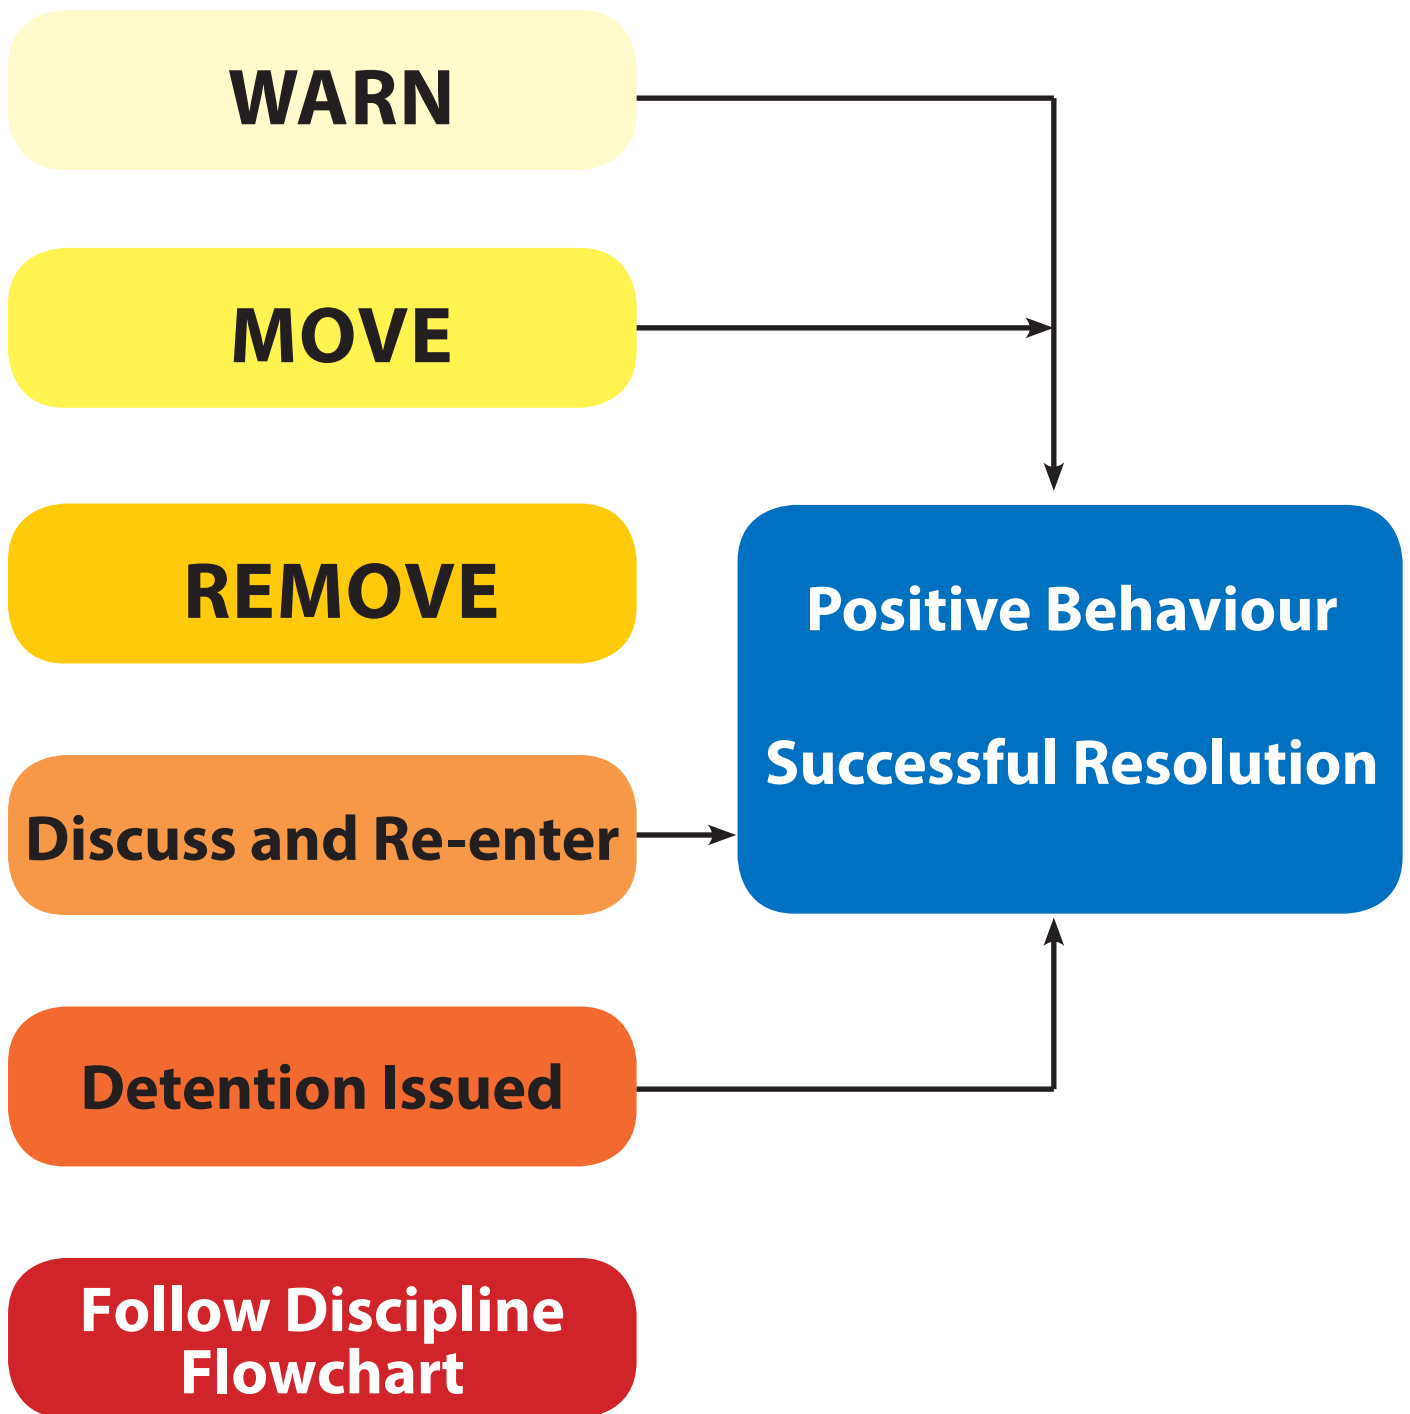 WARN
MOVE
REMOVE
Positive Behaviour
Successful Resolution
Discuss and Re-enter
Detention Issued
Follow Discipline
Flowchart